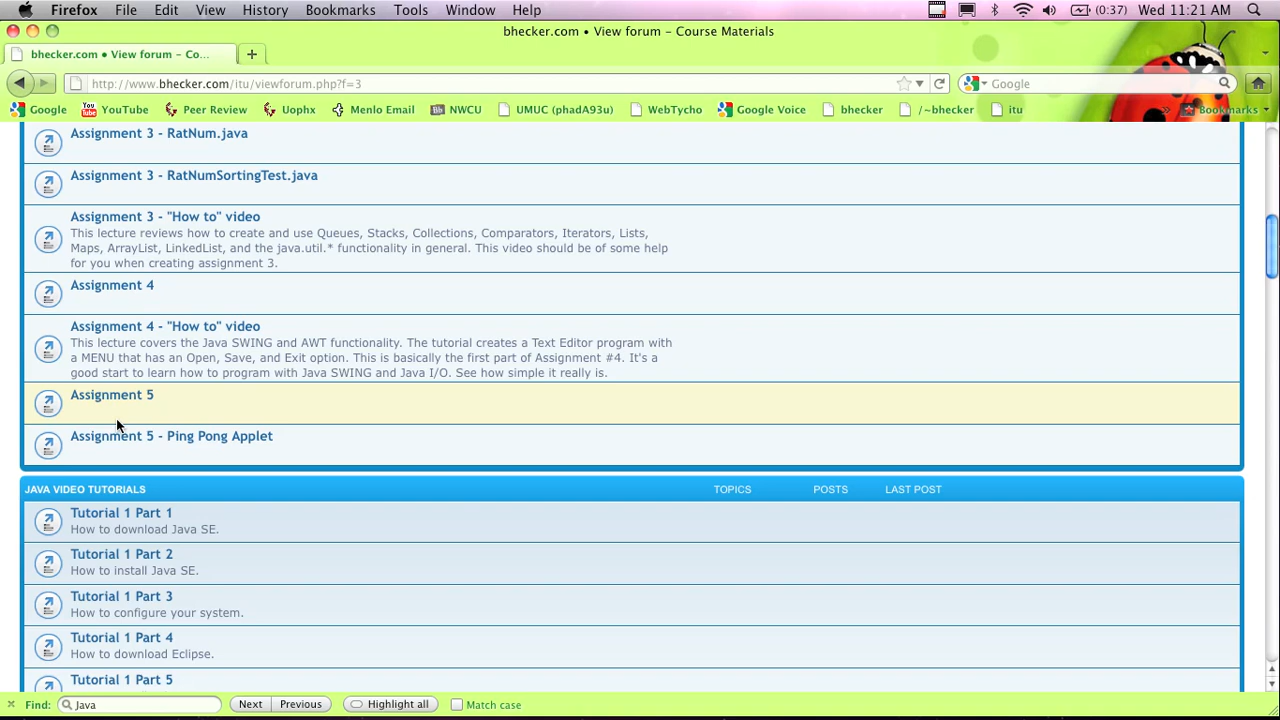 Firefox File Edit View History Bookmarks Tools Window Help (0:37) Wed 11:21 AM
bhecker.com • View forum – Course Materials
bhecker.com • View forum – Co...
http://www.bhecker.com/itu/viewforum.php?f=3 Google
Google YouTube Peer Review Uophx Menlo Email NWCU UMUC (phadA93u) WebTycho Google Voice bhecker /~bhecker itu Bookmarks
Assignment 3 - RatNum.java
Assignment 3 - RatNumSortingTest.java
Assignment 3 - "How to" video
This lecture reviews how to create and use Queues, Stacks, Collections, Comparators, Iterators, Lists,
Maps, ArrayList, LinkedList, and the java.util.* functionality in general. This video should be of some help
for you when creating assignment 3.
Assignment 4
Assignment 4 - "How to" video
This lecture covers the Java SWING and AWT functionality. The tutorial creates a Text Editor program with
a MENU that has an Open, Save, and Exit option. This is basically the first part of Assignment #4. It's a
good start to learn how to program with Java SWING and Java I/O. See how simple it really is.
Assignment 5
Assignment 5 - Ping Pong Applet
JAVA VIDEO TUTORIALS TOPICS POSTS LAST POST
Tutorial 1 Part 1
How to download Java SE.
Tutorial 1 Part 2
How to install Java SE.
Tutorial 1 Part 3
How to configure your system.
Tutorial 1 Part 4
How to download Eclipse.
Tutorial 1 Part 5
Find: Java Next Previous Highlight all Match case